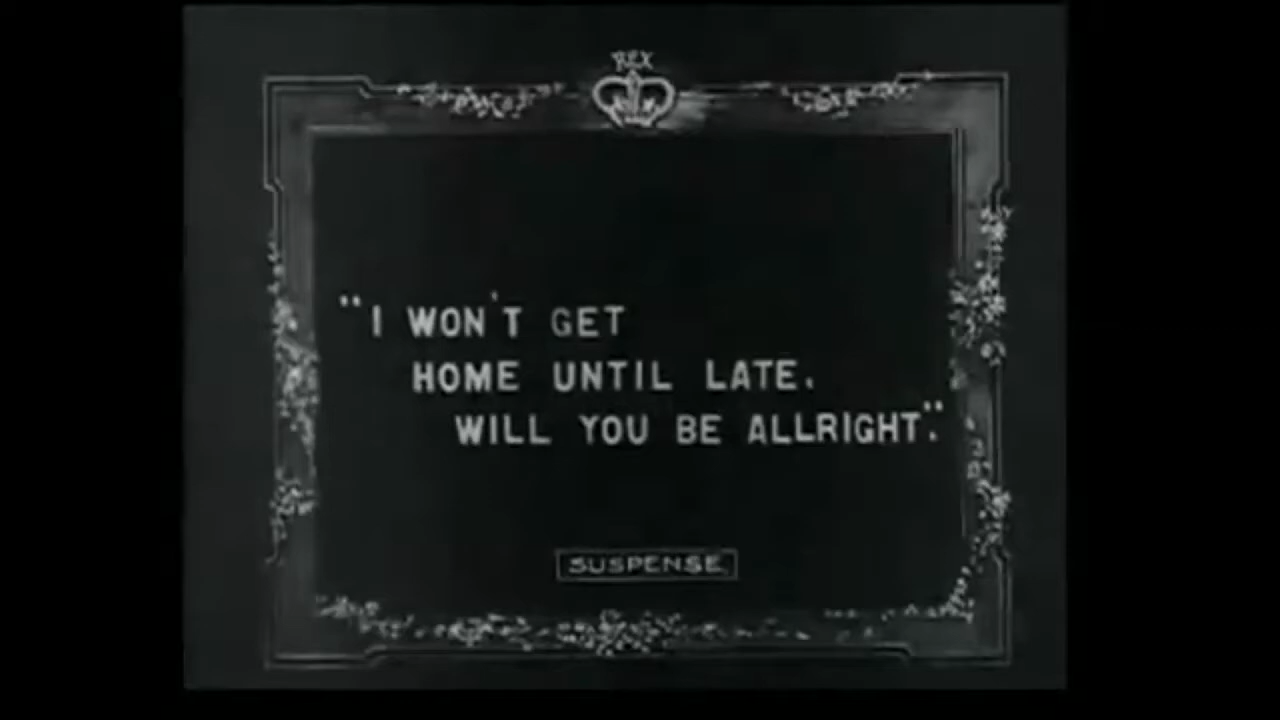 REX
"I WON'T GET
HOME UNTIL LATE.
WILL YOU BE ALLRIGHT."
SUSPENSE.